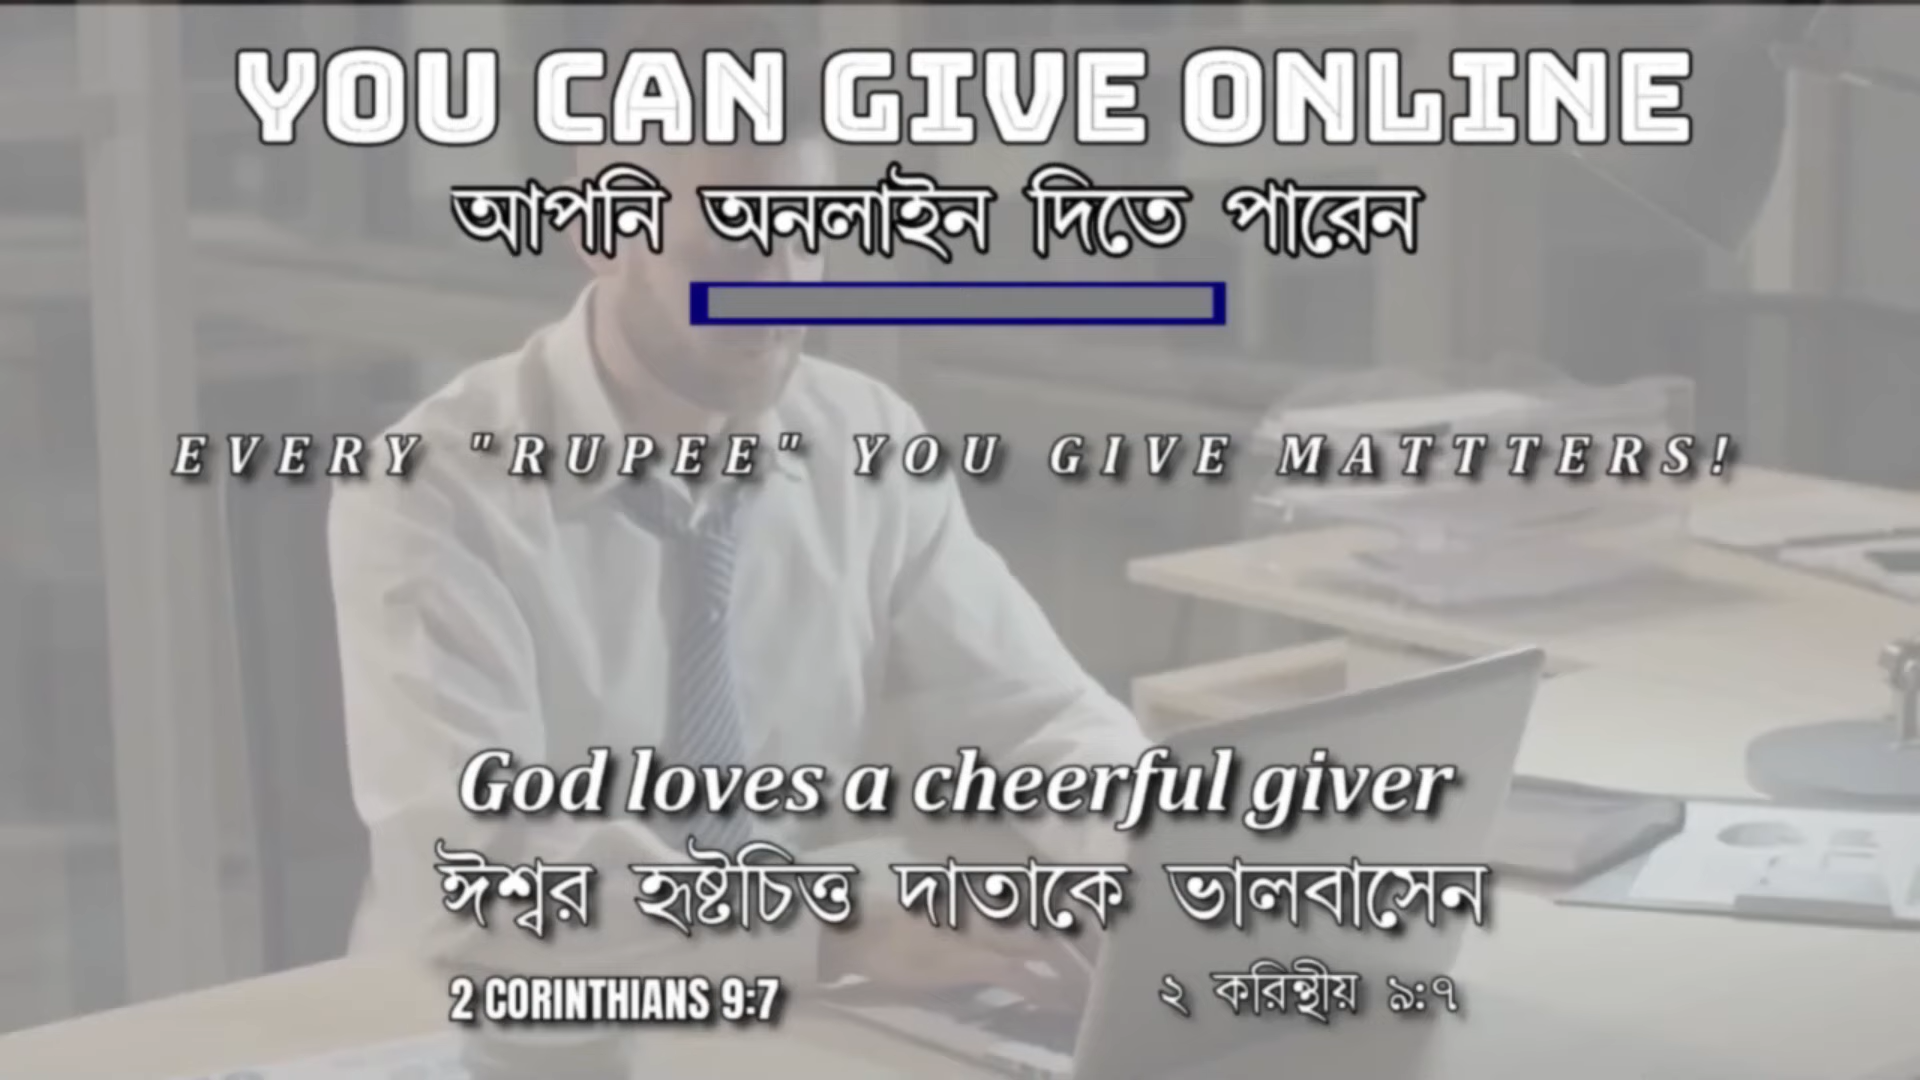 YOU CAN GIVE ONLINE
আপনি অনলাইন দিতে পারেন
EVERY "RUPEE" YOU GIVE MATTTERS!
God loves a cheerful giver
ঈশ্বর হৃষ্টচিত্ত দাতাকে ভালবাসেন
2 CORINTHIANS 9:7
২ করিন্থীয় ৯:৭